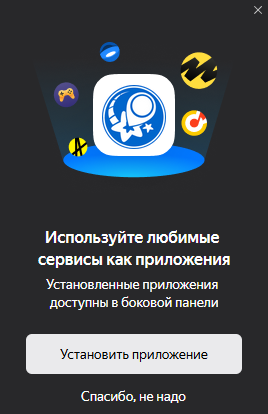 Используйте любимые
сервисы как приложения
Установленные приложения
доступны в боковой панели
Установить приложение
Спасибо, не надо